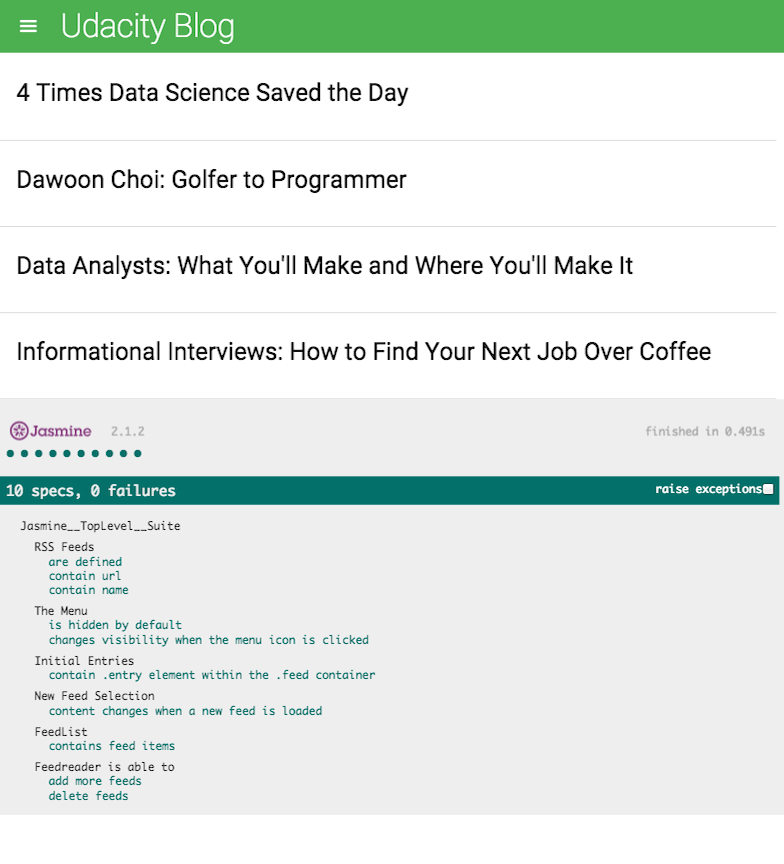 Udacity Blog
4 Times Data Science Saved the Day
Dawoon Choi: Golfer to Programmer
Data Analysts: What You'll Make and Where You'll Make It
Informational Interviews: How to Find Your Next Job Over Coffee
Jasmine 2.1.2 finished in 0.491s
10 specs, 0 failures raise exceptions
Jasmine__TopLevel__Suite
RSS Feeds
are defined
contain url
contain name
The Menu
is hidden by default
changes visibility when the menu icon is clicked
Initial Entries
contain .entry element within the .feed container
New Feed Selection
content changes when a new feed is loaded
FeedList
contains feed items
Feedreader is able to
add more feeds
delete feeds